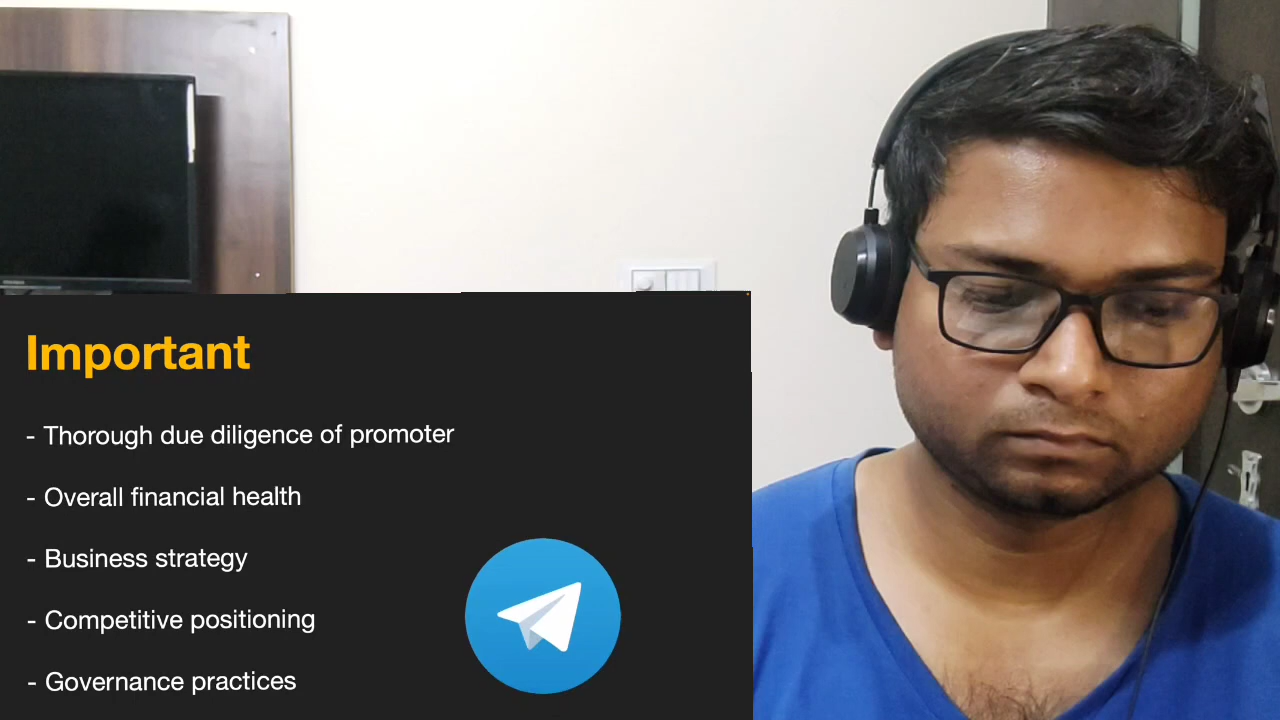 Important
- Thorough due diligence of promoter
- Overall financial health
- Business strategy
- Competitive positioning
- Governance practices